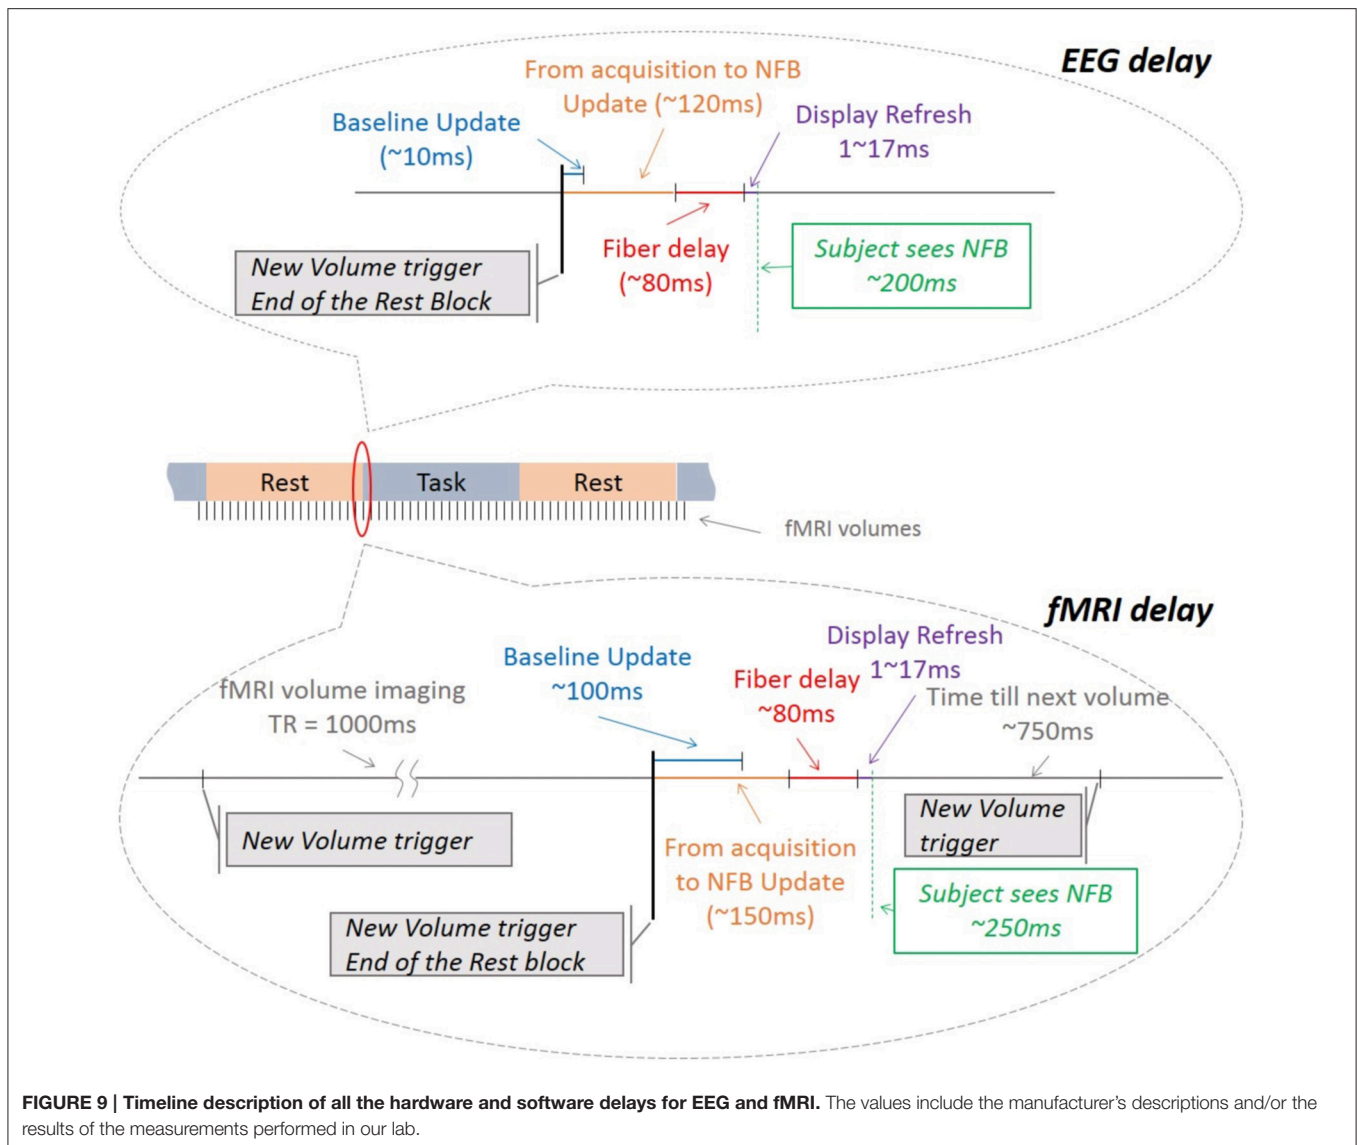 EEG delay
From acquisition to NFB
Update (~120ms)
Baseline Update
(~10ms)
Display Refresh
1~17ms
Fiber delay
(~80ms)
Subject sees NFB
~200ms
New Volume trigger
End of the Rest Block
Rest
Task
Rest
fMRI volumes
fMRI delay
Display Refresh
1~17ms
Baseline Update
~100ms
Fiber delay
~80ms
fMRI volume imaging
TR = 1000ms
Time till next volume
~750ms
New Volume trigger
New Volume
trigger
From acquisition
to NFB Update
(~150ms)
Subject sees NFB
~250ms
New Volume trigger
End of the Rest block
FIGURE 9 | Timeline description of all the hardware and software delays for EEG and fMRI. The values include the manufacturer’s descriptions and/or the
results of the measurements performed in our lab.